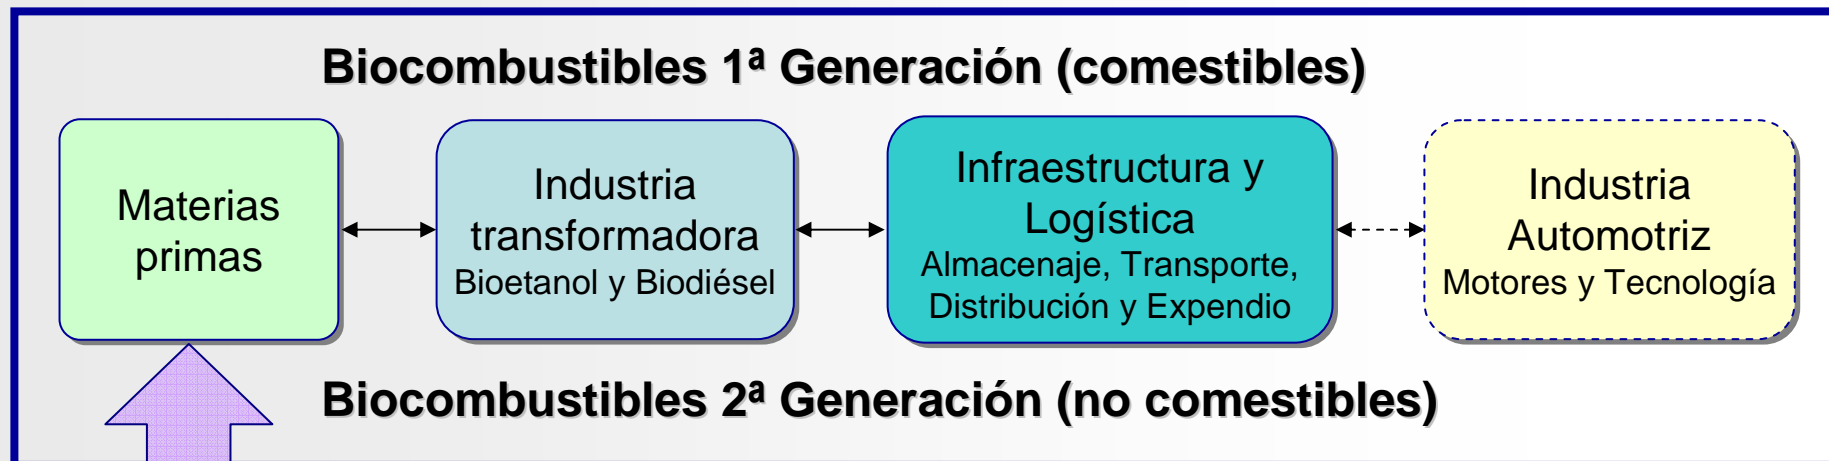 Biocombustibles 1ª Generación (comestibles)
Materias
primas
Industria
transformadora
Bioetanol y Biodiésel
Infraestructura y
Logística
Almacenaje, Transporte,
Distribución y Expendio
Industria
Automotriz
Motores y Tecnología
Biocombustibles 2ª Generación (no comestibles)